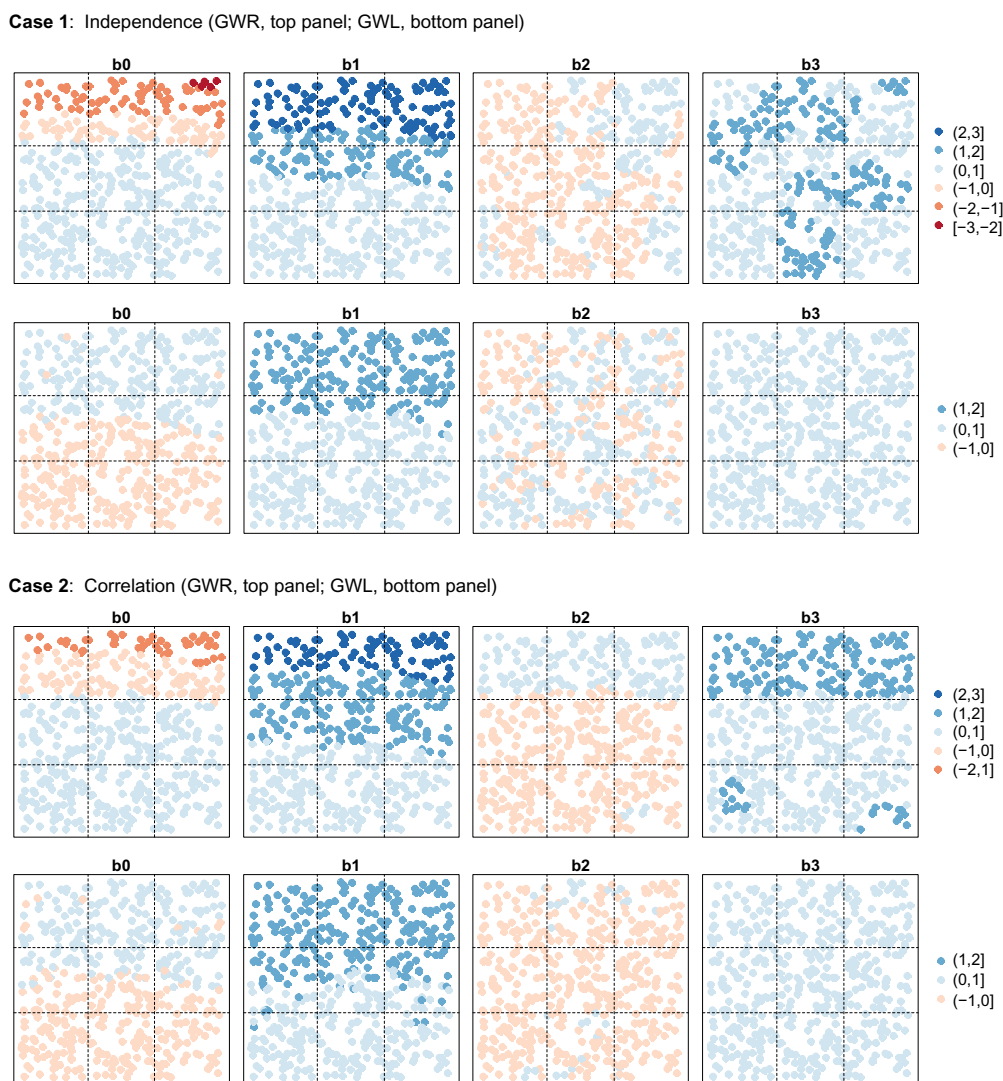 Case 1: Independence (GWR, top panel; GWL, bottom panel)
b0 b1 b2 b3
(2,3]
(1,2]
(0,1]
(−1,0]
(−2,−1]
[−3,−2]
b0 b1 b2 b3
(1,2]
(0,1]
(−1,0]
Case 2: Correlation (GWR, top panel; GWL, bottom panel)
b0 b1 b2 b3
(2,3]
(1,2]
(0,1]
(−1,0]
(−2,1]
b0 b1 b2 b3
(1,2]
(0,1]
(−1,0]